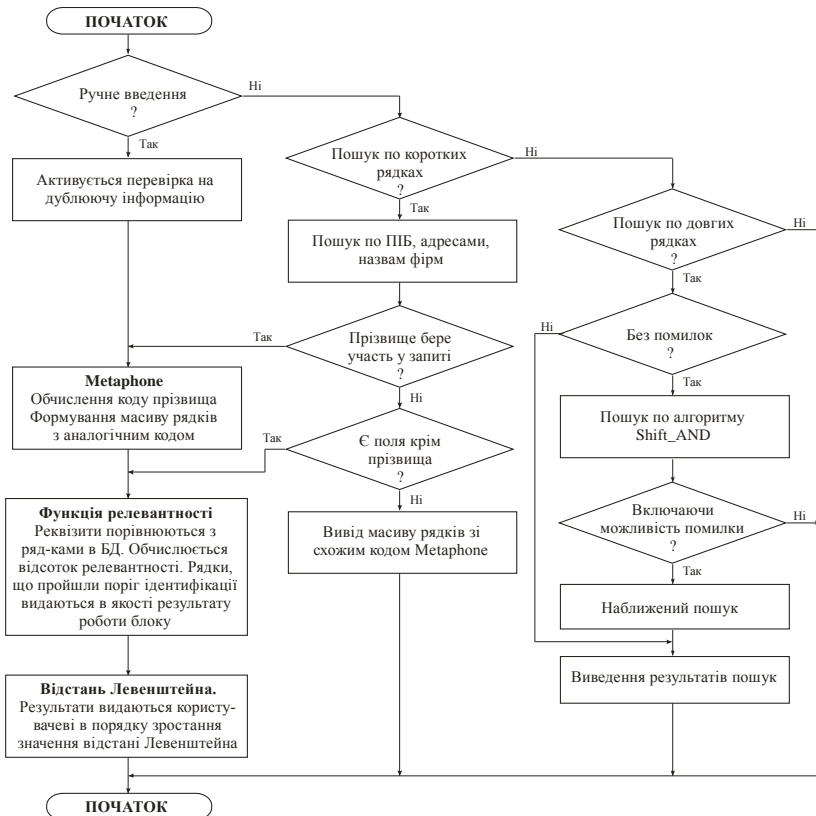 ПОЧАТОК
Ручне введення
?
Ні
Так
Активується перевірка на
дублюючу інформацію
Пошук по коротких
рядках
?
Ні
Так
Пошук по ПІБ, адресами,
назвам фірм
Пошук по довгих
рядках
?
Ні
Так
Прізвище бере
участь у запиті
?
Так
Ні
Без помилок
?
Ні
Так
Metaphone
Обчислення коду прізвища
Формування масиву рядків
з аналогічним кодом
Є поля крім
прізвища
?
Так
Ні
Пошук по алгоритму
Shift_AND
Функція релевантності
Реквізити порівнюються з
ряд-ками в БД. Обчислюється
відсоток релевантності. Рядки,
що пройшли поріг ідентифікації
видаються в якості результату
роботи блоку
Вивід масиву рядків зі
схожим кодом Metaphone
Включаючи
можливість помилки
?
Ні
Так
Наближений пошук
Виведення результатів пошук
Відстань Левенштейна.
Результати видаються користу-
вачеві в порядку зростання
значення відстані Левенштейна
ПОЧАТОК